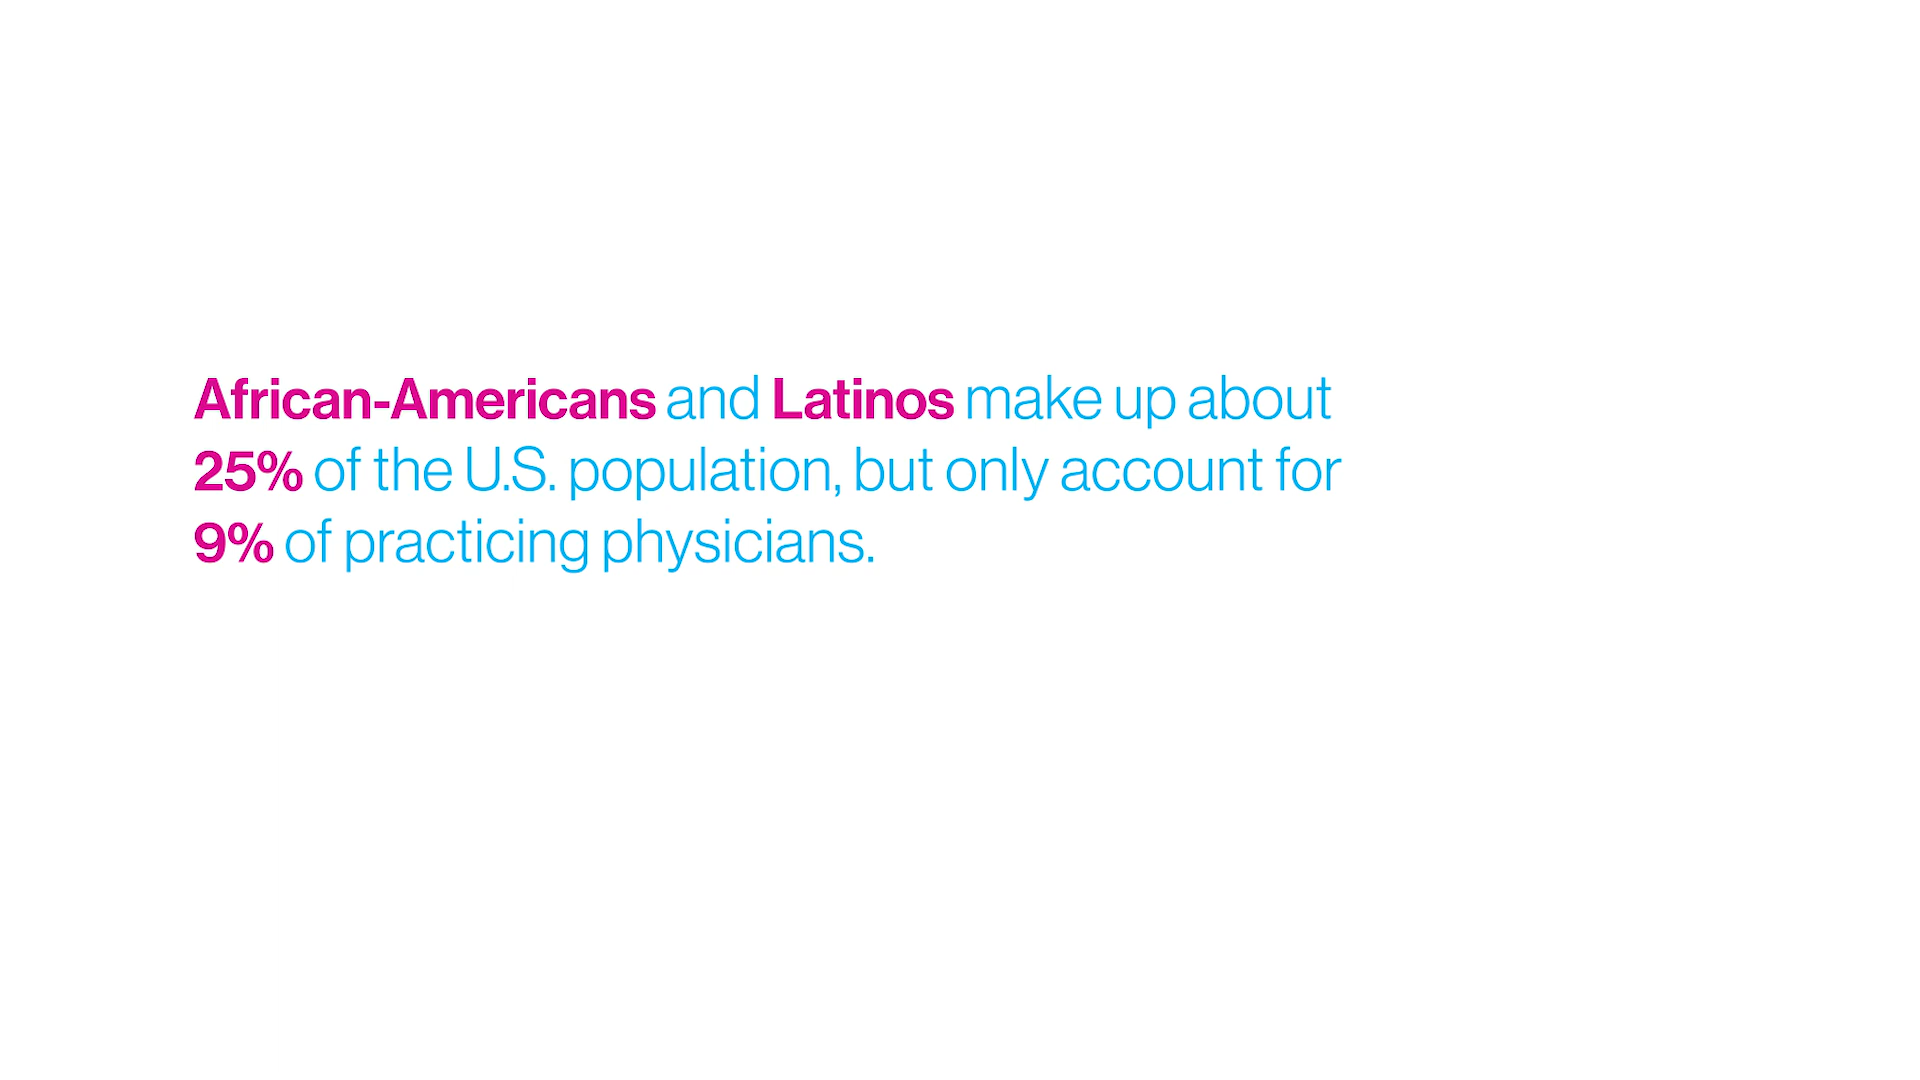 African-Americans and Latinos make up about
25% of the U.S. population, but only account for
9% of practicing physicians.